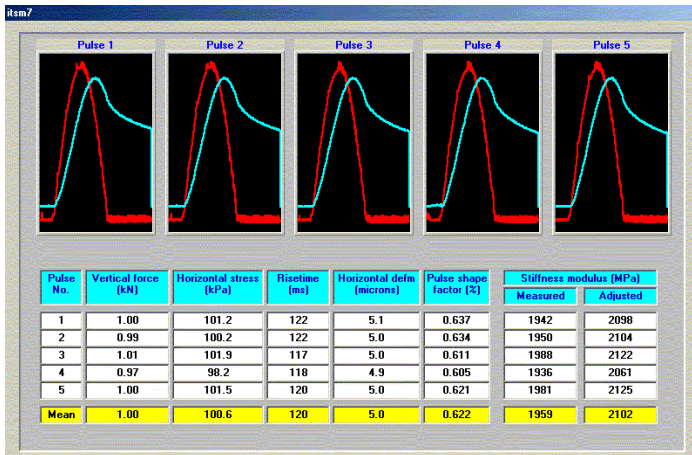 itsm7
Pulse 1 Pulse 2 Pulse 3 Pulse 4 Pulse 5
Pulse No. Vertical force (kN) Horizontal stress (kPa) Risetime (ms) Horizontal defm (microns) Pulse shape factor (%) Stiffness modulus (MPa)
Measured Adjusted
1 1.00 101.2 122 5.1 0.637 1942 2098
2 0.99 100.2 122 5.0 0.634 1950 2104
3 1.01 101.9 117 5.0 0.611 1988 2122
4 0.97 98.2 118 4.9 0.605 1936 2061
5 1.00 101.5 120 5.0 0.621 1981 2125
Mean 1.00 100.6 120 5.0 0.622 1959 2102